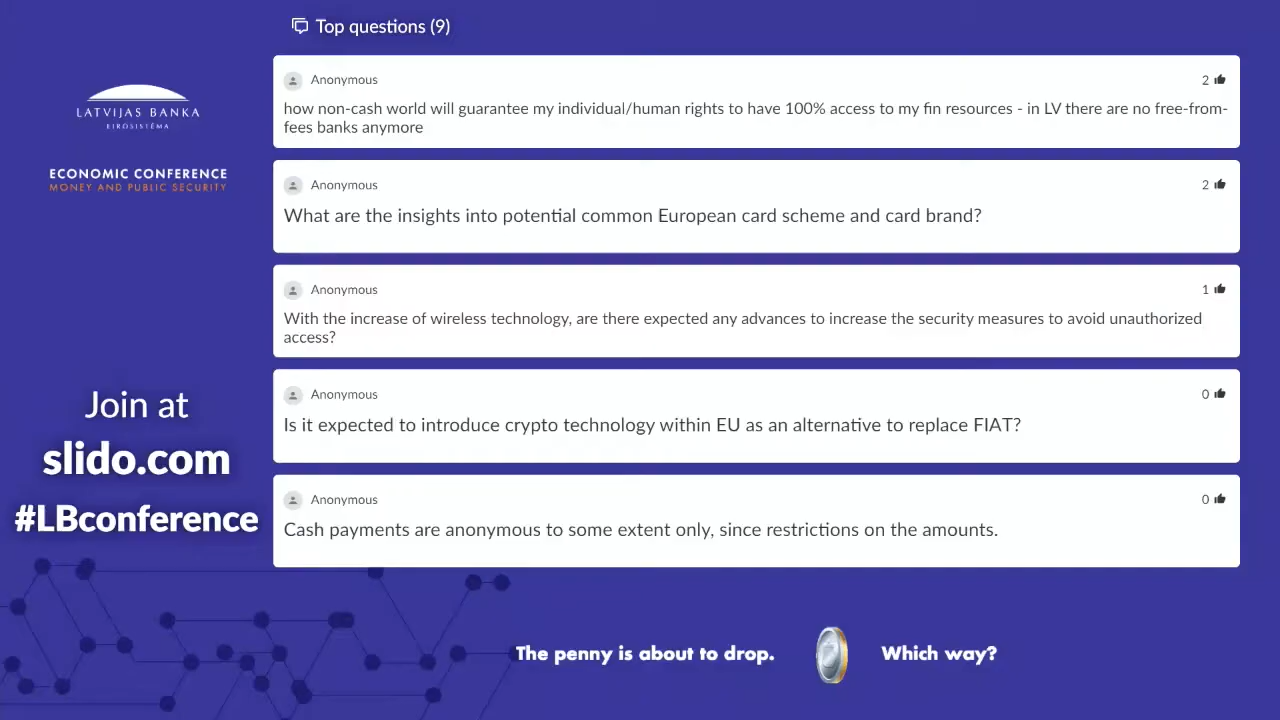 Top questions (9)
LATVIJAS BANKA
EIROSISTĒMA
ECONOMIC CONFERENCE
MONEY AND PUBLIC SECURITY
Anonymous
2
how non-cash world will guarantee my individual/human rights to have 100% access to my fin resources - in LV there are no free-from-
fees banks anymore
Anonymous
2
What are the insights into potential common European card scheme and card brand?
Anonymous
1
With the increase of wireless technology, are there expected any advances to increase the security measures to avoid unauthorized
access?
Anonymous
0
Is it expected to introduce crypto technology within EU as an alternative to replace FIAT?
Anonymous
0
Cash payments are anonymous to some extent only, since restrictions on the amounts.
Join at
slido.com
#LBconference
The penny is about to drop.
Which way?